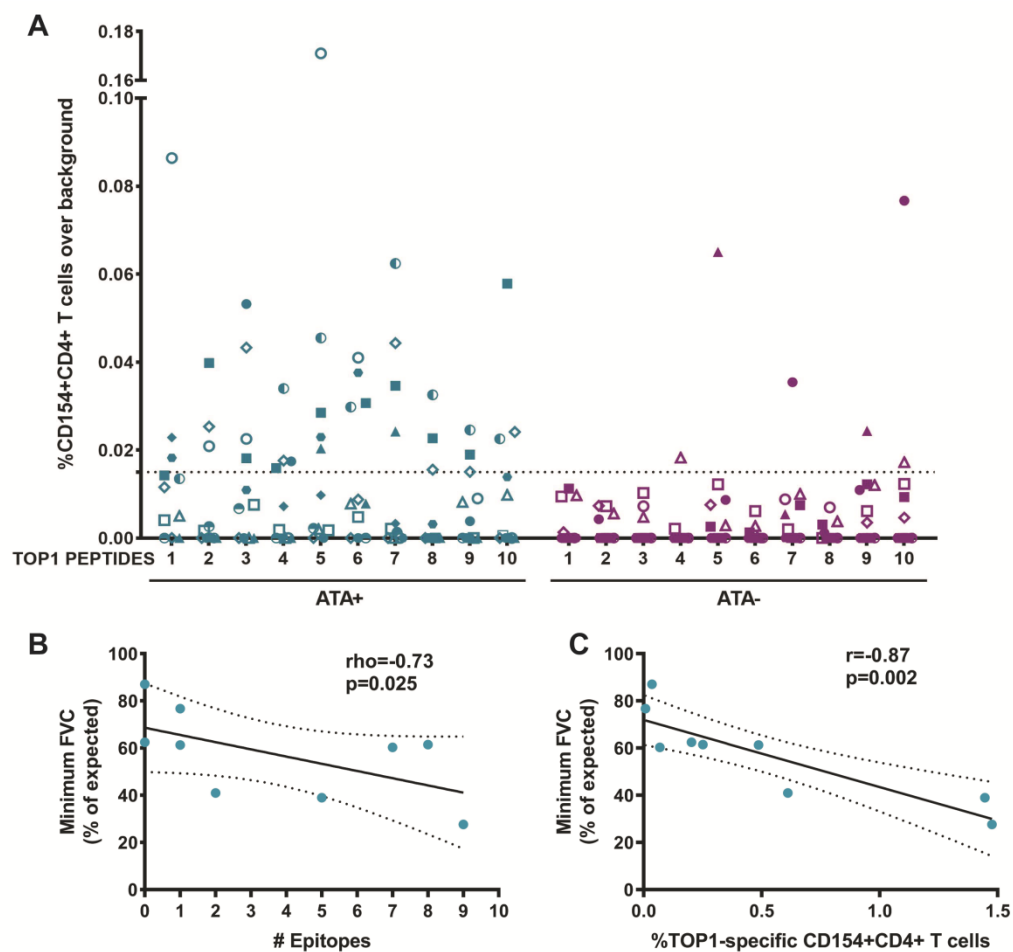 A
%CD154+CD4+ T cells over background
0.18
0.16
0.10
0.08
0.06
0.04
0.02
0.00
TOP1 PEPTIDES 1 2 3 4 5 6 7 8 9 10 1 2 3 4 5 6 7 8 9 10
ATA+ ATA-
B
Minimum FVC
(% of expected)
100
80
60
40
20
0
rho=-0.73
p=0.025
0 1 2 3 4 5 6 7 8 9 10
# Epitopes
C
Minimum FVC
(% of expected)
100
80
60
40
20
0
r=-0.87
p=0.002
0.0 0.5 1.0 1.5
%TOP1-specific CD154+CD4+ T cells